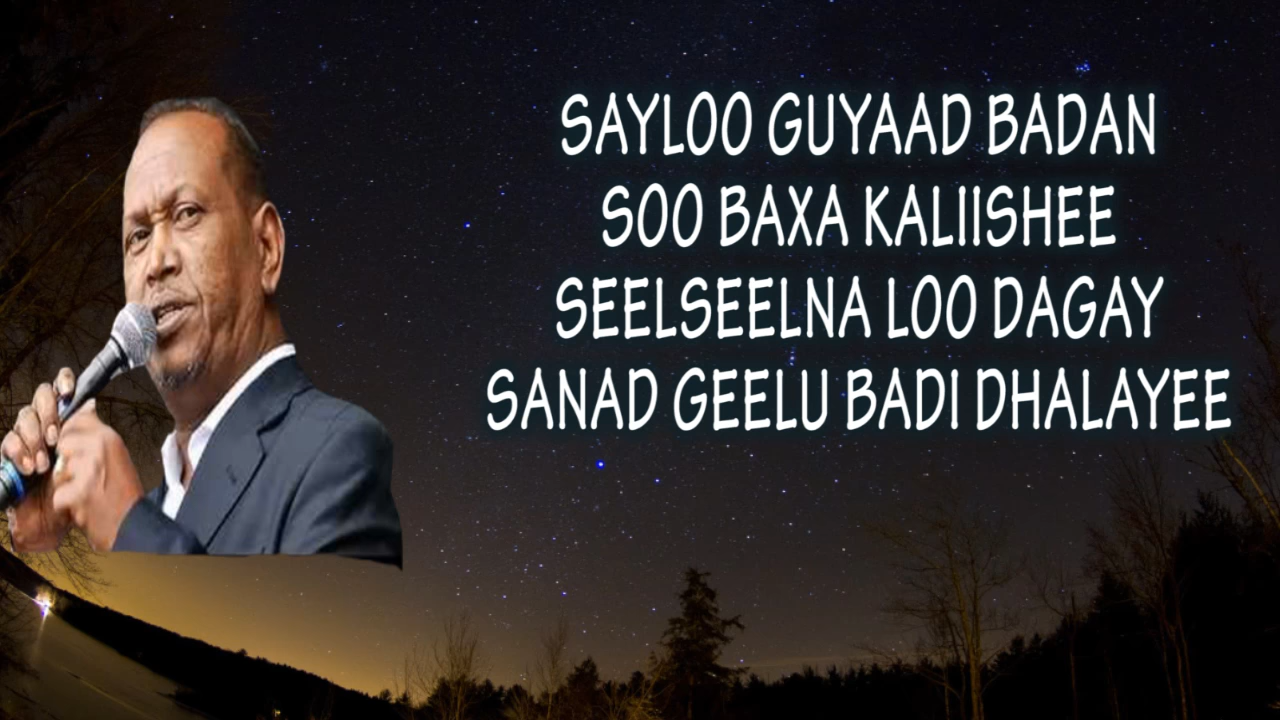 SAYLOO GUYAAD BADAN
SOO BAXA KALIISHEE
SEELSEELNA LOO DAGAY
SANAD GEELU BADI DHALAYEE